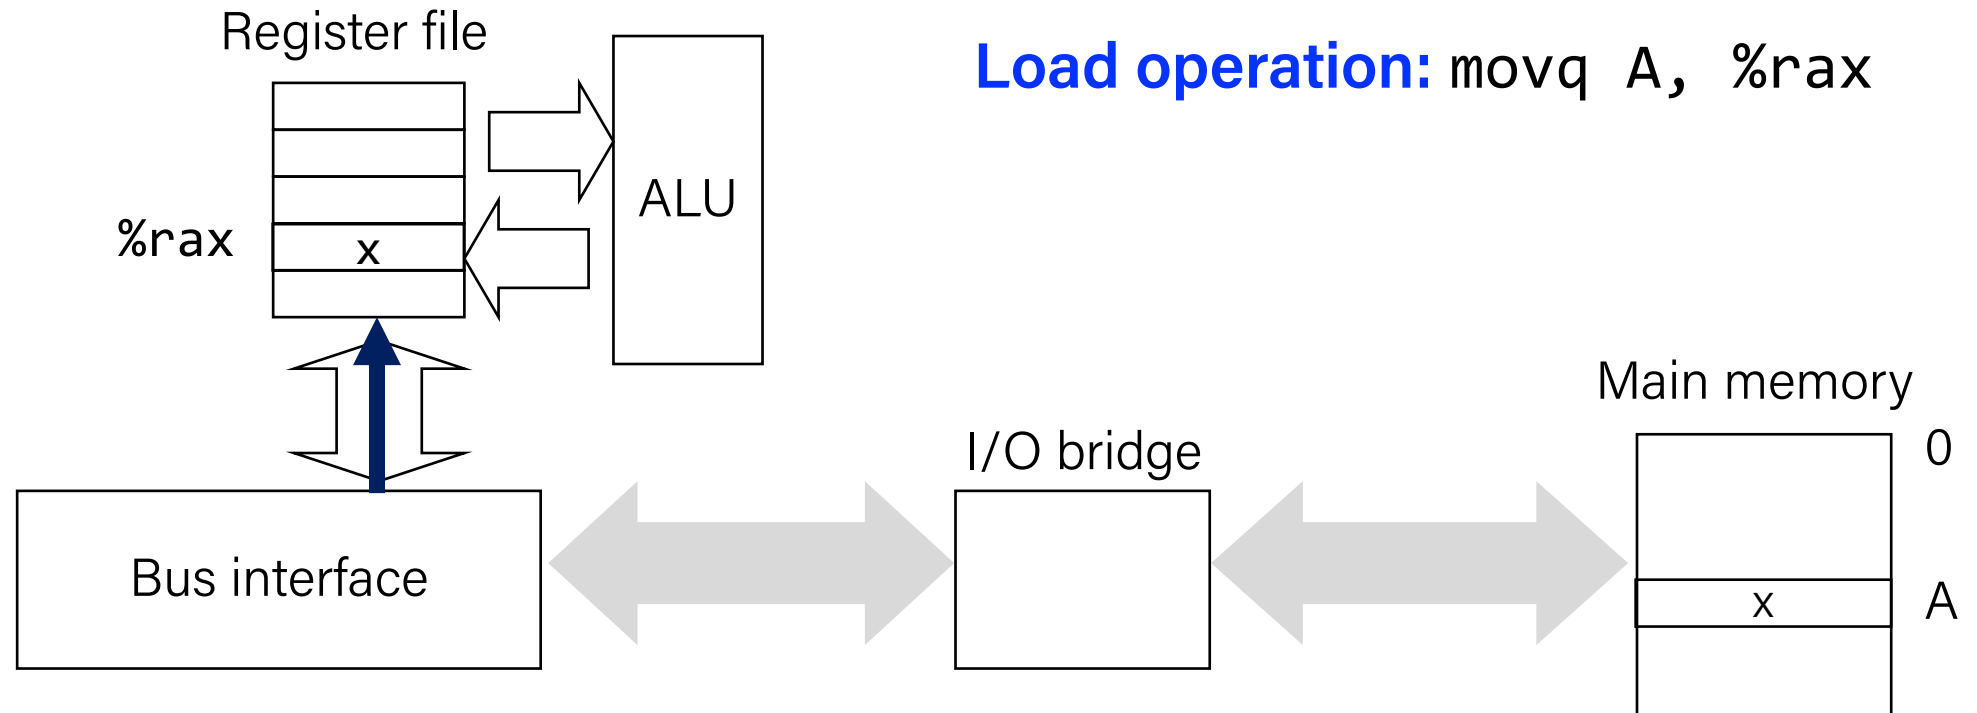 Register file
Load operation: movq A, %rax
ALU
%rax
x
Main memory
I/O bridge
0
Bus interface
x
A